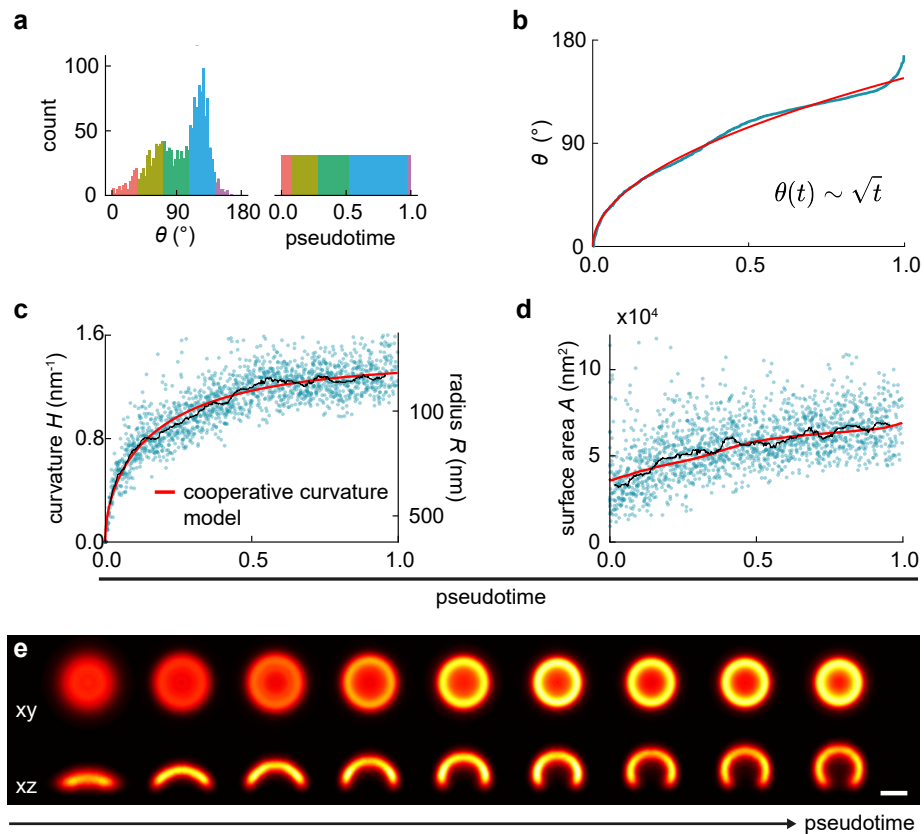 a
count
100
50
0
0
90
180
θ (°)
0.0
0.5
1.0
pseudotime
b
θ (°)
180
90
0
0.0
0.5
1.0
θ(t) ∼ √t
c
curvature H (nm⁻¹)
1.6
0.8
0.0
0.0
0.5
1.0
radius R (nm)
100
500
cooperative curvature
model
d
x10⁴
surface area A (nm²)
10
5
0
0.0
0.5
1.0
pseudotime
e
xy
xz
pseudotime